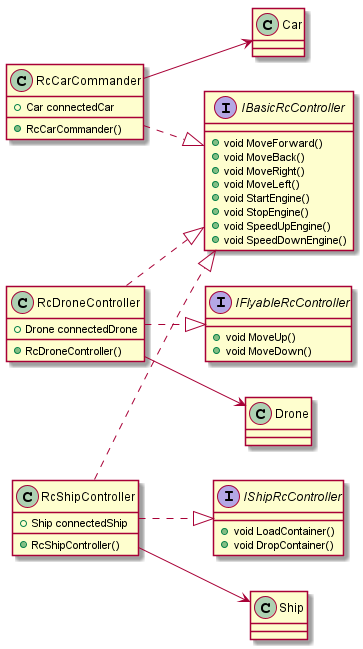 C Car
C RcCarCommander
Car connectedCar
RcCarCommander()
I IBasicRcController
void MoveForward()
void MoveBack()
void MoveRight()
void MoveLeft()
void StartEngine()
void StopEngine()
void SpeedUpEngine()
void SpeedDownEngine()
C RcDroneController
Drone connectedDrone
RcDroneController()
I IFlyableRcController
void MoveUp()
void MoveDown()
C Drone
C RcShipController
Ship connectedShip
RcShipController()
I IShipRcController
void LoadContainer()
void DropContainer()
C Ship